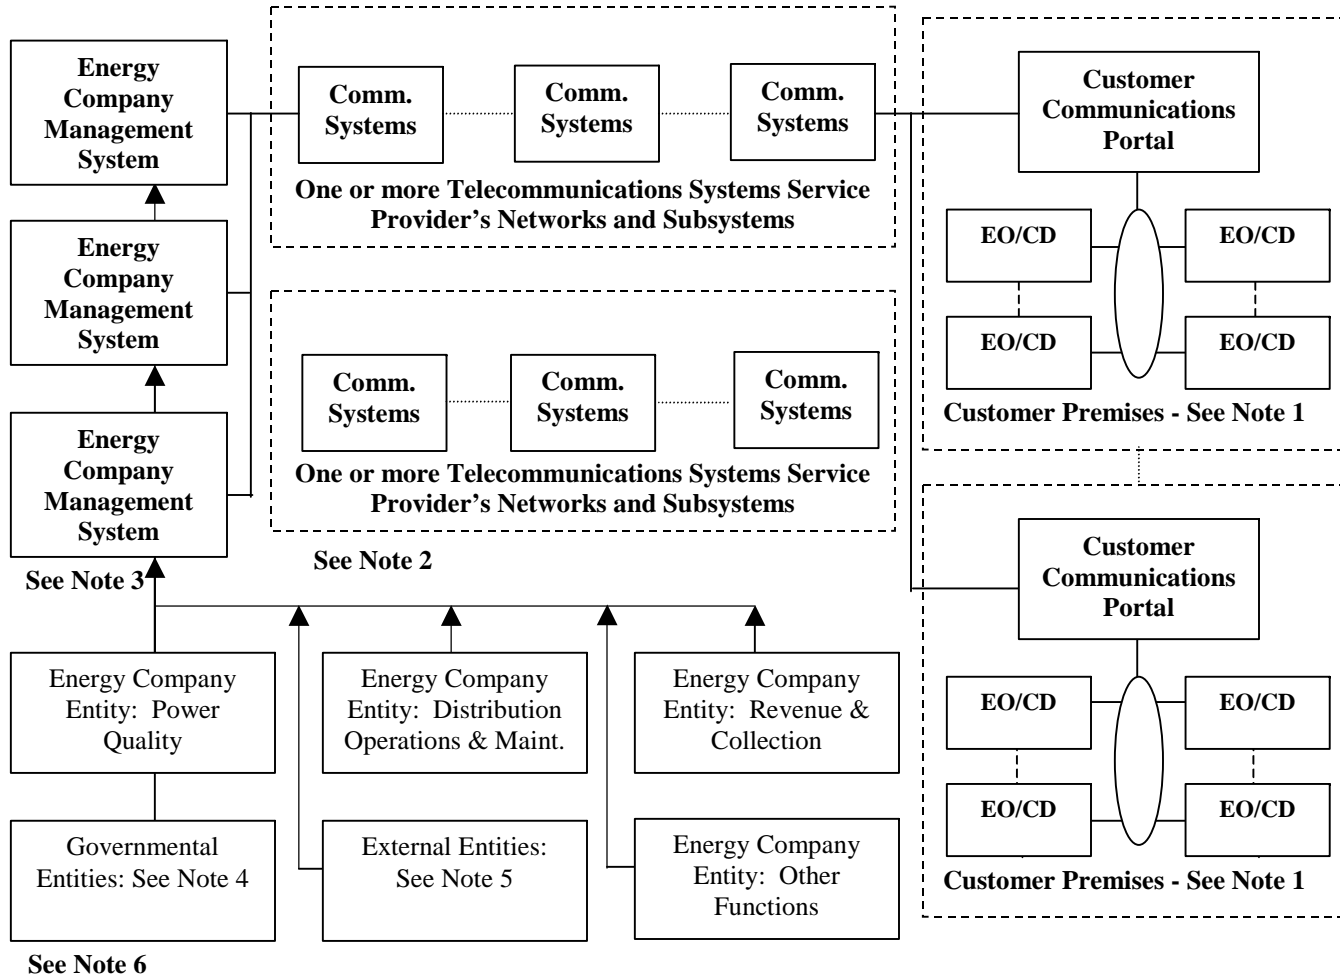 Energy
Company
Management
System
Energy
Company
Management
System
Energy
Company
Management
System
See Note 3
Comm.
Systems
Comm.
Systems
Comm.
Systems
One or more Telecommunications Systems Service
Provider’s Networks and Subsystems
Comm.
Systems
Comm.
Systems
Comm.
Systems
One or more Telecommunications Systems Service
Provider’s Networks and Subsystems
See Note 2
Customer
Communications
Portal
EO/CD
EO/CD
EO/CD
EO/CD
Customer Premises - See Note 1
Customer
Communications
Portal
EO/CD
EO/CD
EO/CD
EO/CD
Customer Premises - See Note 1
Energy Company
Entity: Power
Quality
Energy Company
Entity: Distribution
Operations & Maint.
Energy Company
Entity: Revenue &
Collection
Governmental
Entities: See Note 4
External Entities:
See Note 5
Energy Company
Entity: Other
Functions
See Note 6